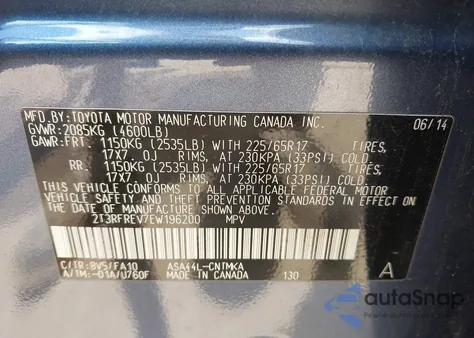 MFD.BY:TOYOTA MOTOR MANUFACTURING CANADA INC. 06/14
GVWR:2085KG (4600LB)
GAWR:FRT. 1150KG (2535LB) WITH 225/65R17 TIRES,
17X7.0J RIMS, AT 230KPA (33PSI) COLD
RR. 1150KG (2535LB) WITH 225/65R17 TIRES,
17X7.0J RIMS, AT 230KPA (33PSI) COLD
THIS VEHICLE CONFORMS TO ALL APPLICABLE FEDERAL MOTOR
VEHICLE SAFETY AND THEFT PREVENTION STANDARDS IN EFFECT
ON THE DATE OF MANUFACTURE SHOWN ABOVE.
2T3RFREV7EW196200 MPV
C/TR:8V5/FA10 ASA44L-CNTMKA A
A/TM:-01A/U760F MADE IN CANADA 130
autoSnap